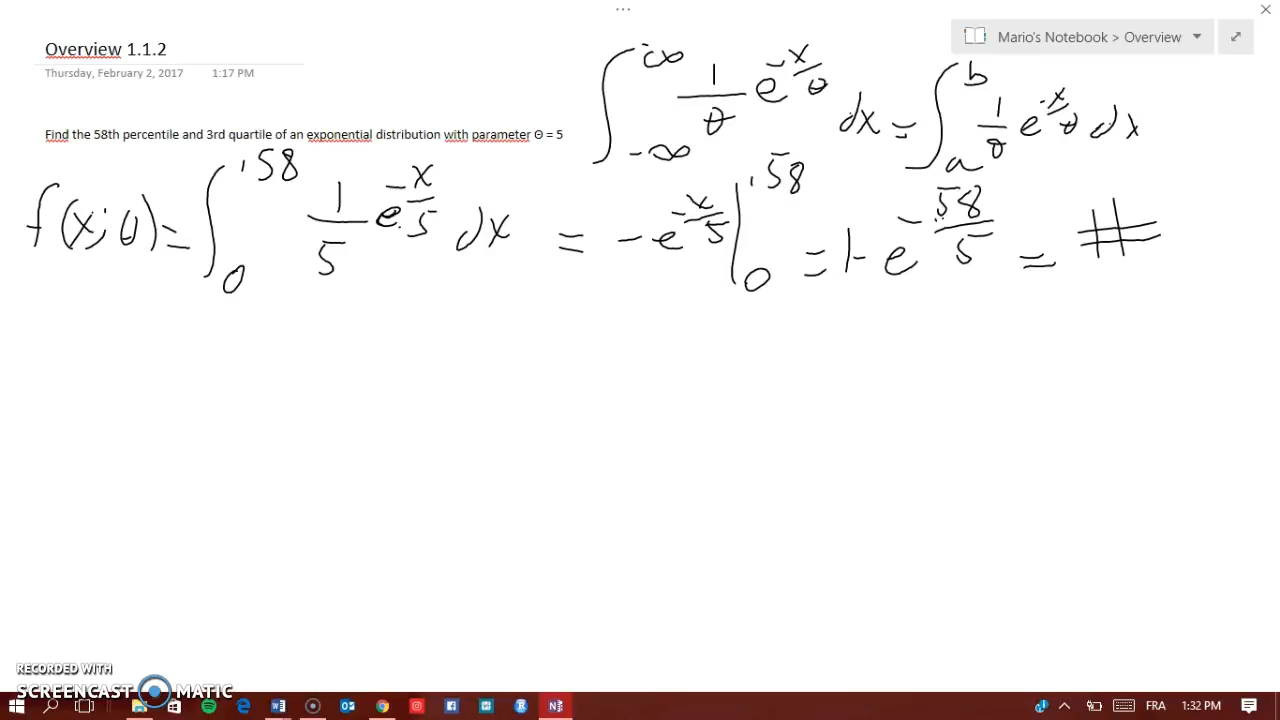 Overview 1.1.2
Mario's Notebook > Overview
Thursday, February 2, 2017 1:17 PM
∫_{-∞}^{∞} 1/θ e^{-x/θ} dx = ∫_a^b 1/θ e^{-x/θ} dx
Find the 58th percentile and 3rd quartile of an exponential distribution with parameter Θ = 5
f(x; θ) = ∫_0^{.58} 1/5 e^{-x/5} dx = -e^{-x/5} |_0^{.58} = 1 - e^{-.58/5} = #
RECORDED WITH
SCREENCAST MATIC
FRA 1:32 PM